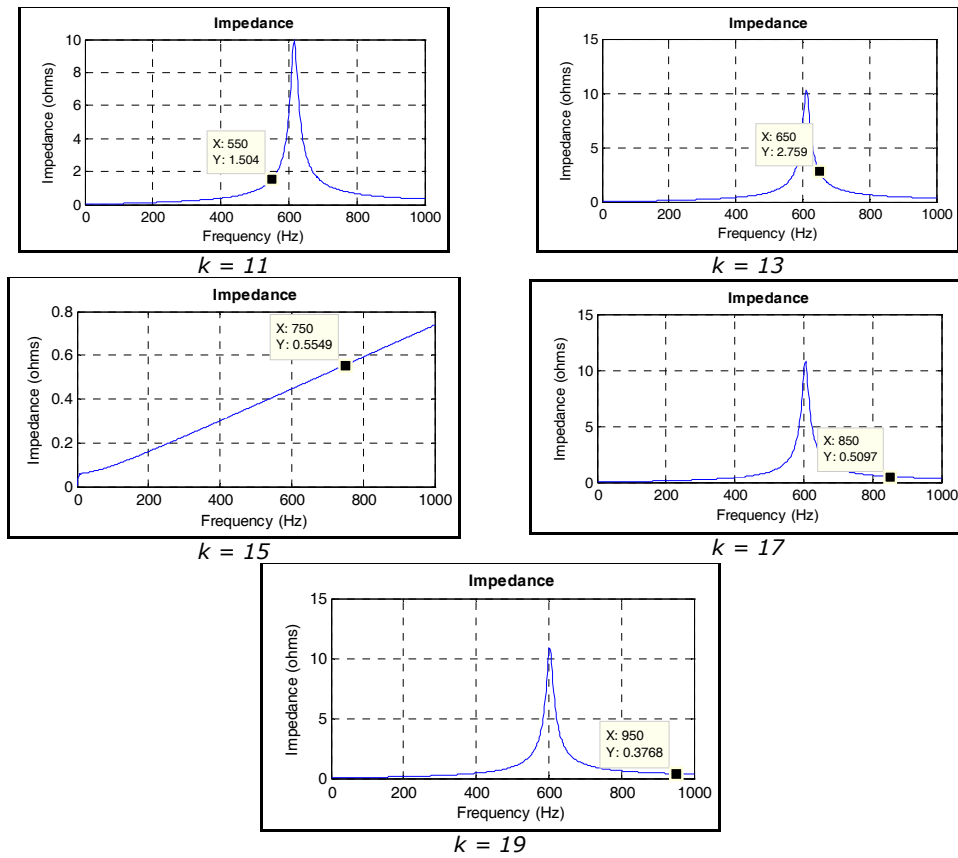 Impedance
10
8
6
4
2
0
Impedance (ohms)
X: 550
Y: 1.504
0 200 400 600 800 1000
Frequency (Hz)
k = 11
Impedance
15
10
5
0
Impedance (ohms)
X: 650
Y: 2.759
0 200 400 600 800 1000
Frequency (Hz)
k = 13
Impedance
0.8
0.6
0.4
0.2
0
Impedance (ohms)
X: 750
Y: 0.5549
0 200 400 600 800 1000
Frequency (Hz)
k = 15
Impedance
15
10
5
0
Impedance (ohms)
X: 850
Y: 0.5097
0 200 400 600 800 1000
Frequency (Hz)
k = 17
Impedance
15
10
5
0
Impedance (ohms)
X: 950
Y: 0.3768
0 200 400 600 800 1000
Frequency (Hz)
k = 19